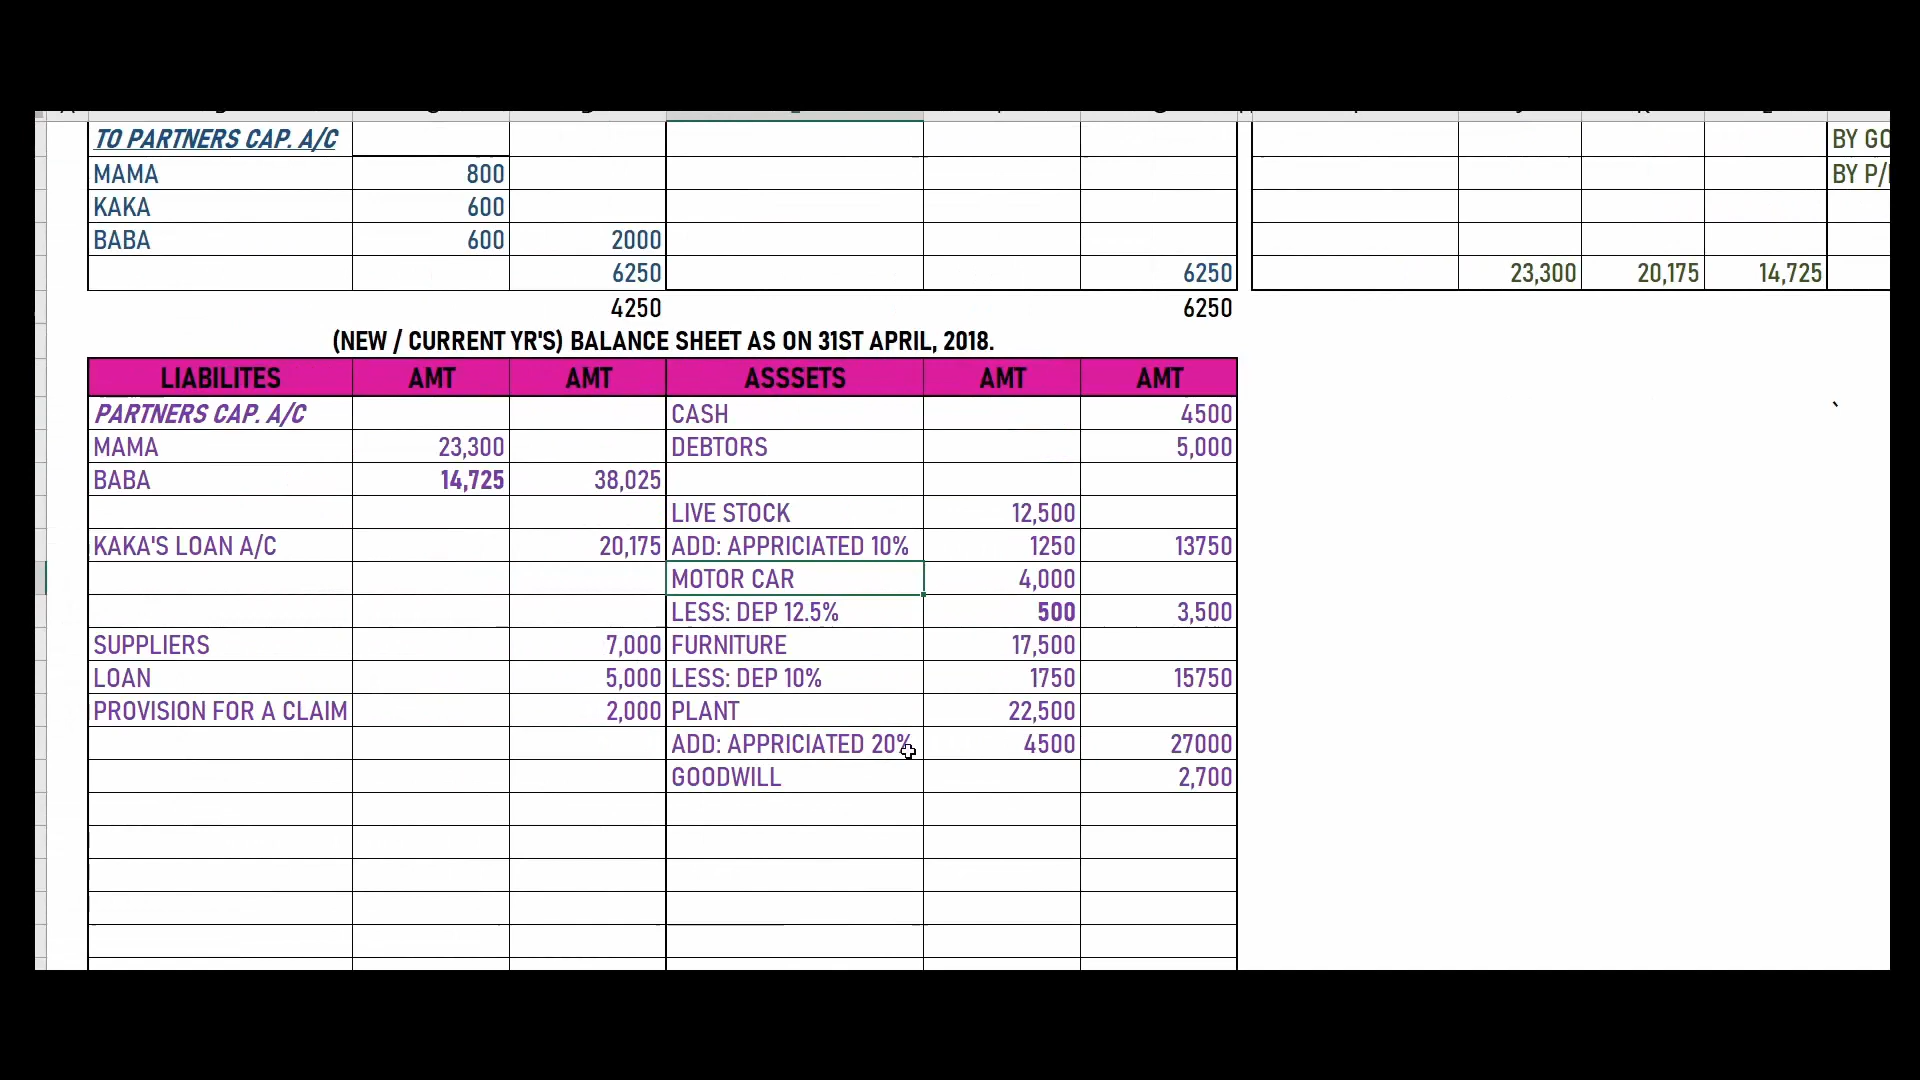 TO PARTNERS CAP. A/C BY GO
MAMA 800 BY P/
KAKA 600
BABA 600 2000
6250 6250 23,300 20,175 14,725
4250 6250
(NEW / CURRENT YR'S) BALANCE SHEET AS ON 31ST APRIL, 2018.
LIABILITES AMT AMT ASSSETS AMT AMT
PARTNERS CAP. A/C CASH 4500
MAMA 23,300 DEBTORS 5,000
BABA 14,725 38,025
LIVE STOCK 12,500
KAKA'S LOAN A/C 20,175 ADD: APPRICIATED 10% 1250 13750
MOTOR CAR 4,000
LESS: DEP 12.5% 500 3,500
SUPPLIERS 7,000 FURNITURE 17,500
LOAN 5,000 LESS: DEP 10% 1750 15750
PROVISION FOR A CLAIM 2,000 PLANT 22,500
ADD: APPRICIATED 20% 4500 27000
GOODWILL 2,700